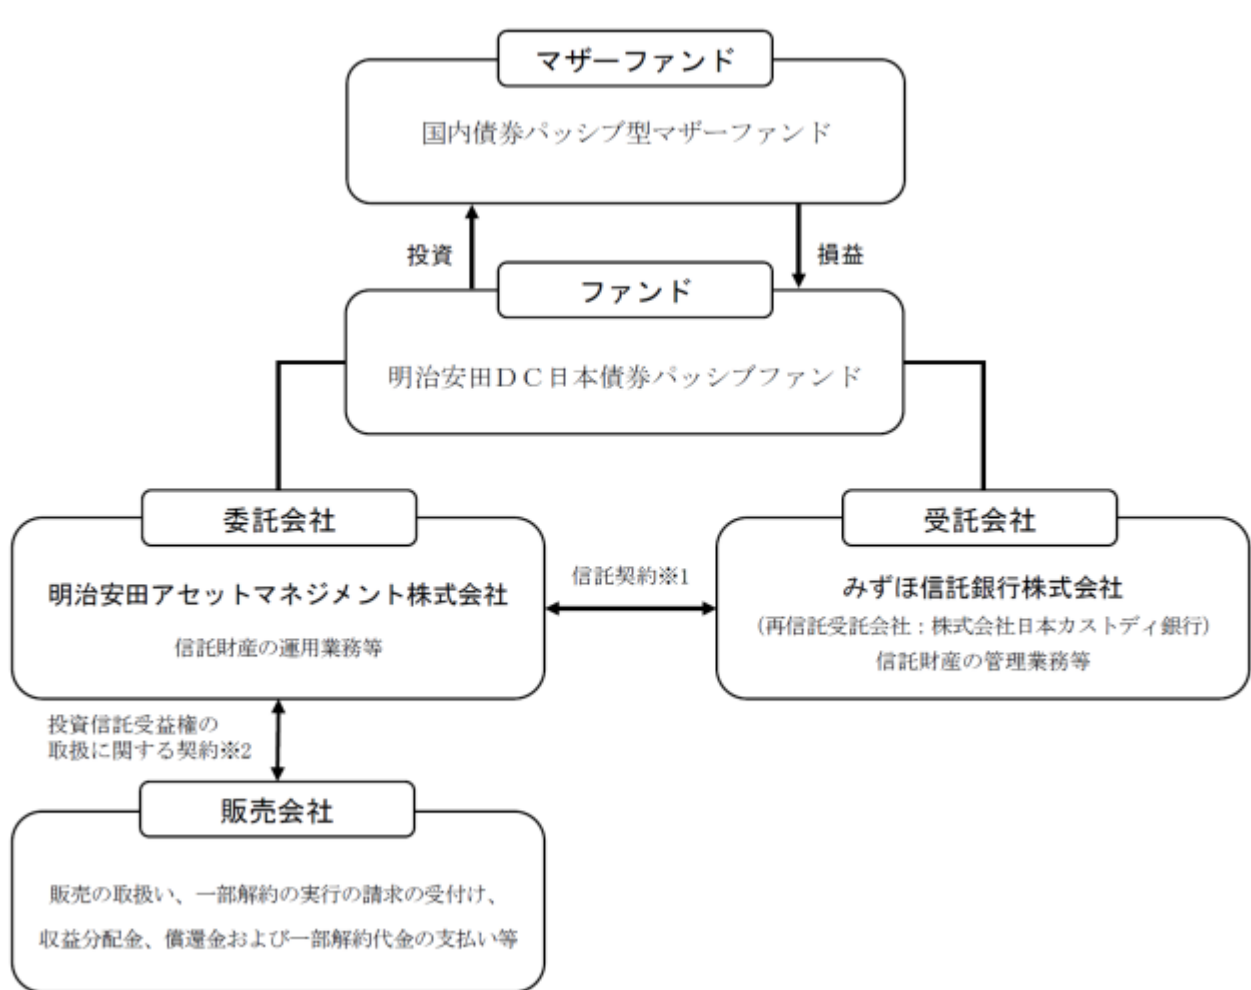 マザーファンド
国内債券パッシブ型マザーファンド
投資
損益
ファンド
明治安田DC日本債券パッシブファンド
委託会社
明治安田アセットマネジメント株式会社
信託財産の運用業務等
信託契約※1
受託会社
みずほ信託銀行株式会社
(再信託受託会社:株式会社日本カストディ銀行)
信託財産の管理業務等
投資信託受益権の
取扱に関する契約※2
販売会社
販売の取扱い、一部解約の実行の請求の受付け、
収益分配金、償還金および一部解約代金の支払い等